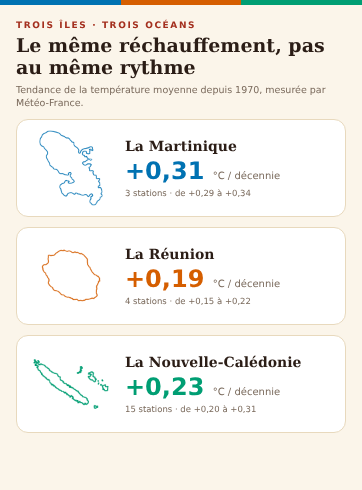 TROIS ÎLES · TROIS OCÉANS
Le même réchauffement, pas
au même rythme
Tendance de la température moyenne depuis 1970, mesurée par
Météo-France.
La Martinique
+0,31 °C / décennie
3 stations · de +0,29 à +0,34
La Réunion
+0,19 °C / décennie
4 stations · de +0,15 à +0,22
La Nouvelle-Calédonie
+0,23 °C / décennie
15 stations · de +0,20 à +0,31